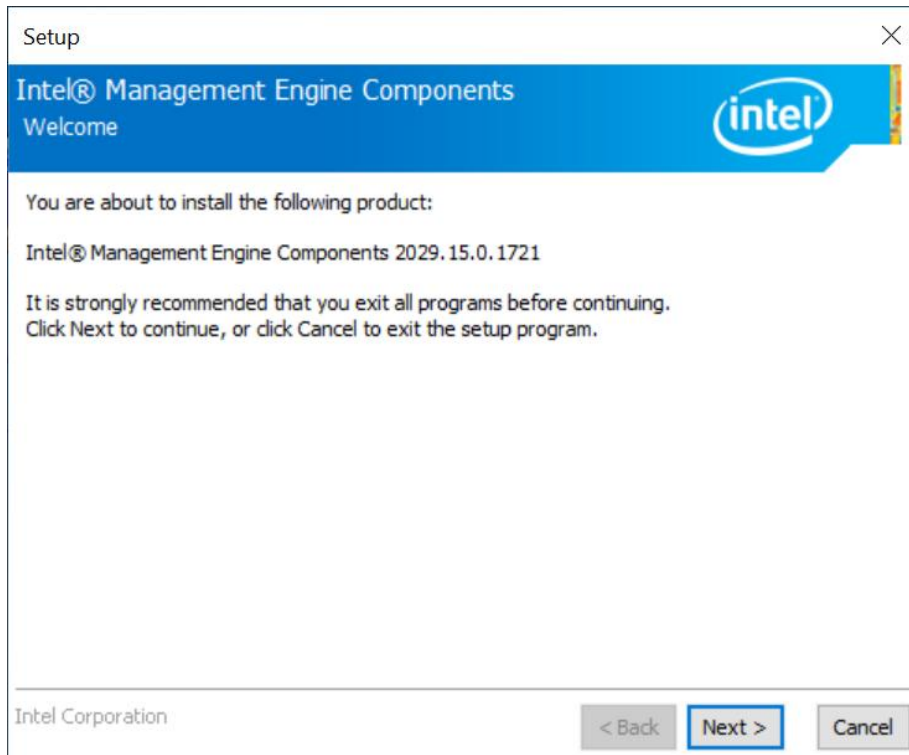 Setup
Intel® Management Engine Components
Welcome
intel
You are about to install the following product:
Intel® Management Engine Components 2029.15.0.1721
It is strongly recommended that you exit all programs before continuing.
Click Next to continue, or click Cancel to exit the setup program.
Intel Corporation
< Back Next > Cancel